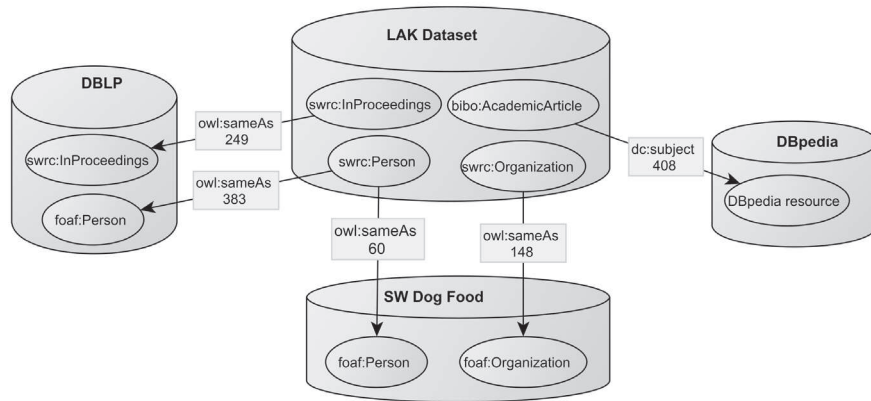 LAK Dataset
swrc:InProceedings
bibo:AcademicArticle
swrc:Person
swrc:Organization
DBLP
swrc:InProceedings
foaf:Person
owl:sameAs
249
owl:sameAs
383
owl:sameAs
60
owl:sameAs
148
dc:subject
408
DBpedia
DBpedia resource
SW Dog Food
foaf:Person
foaf:Organization